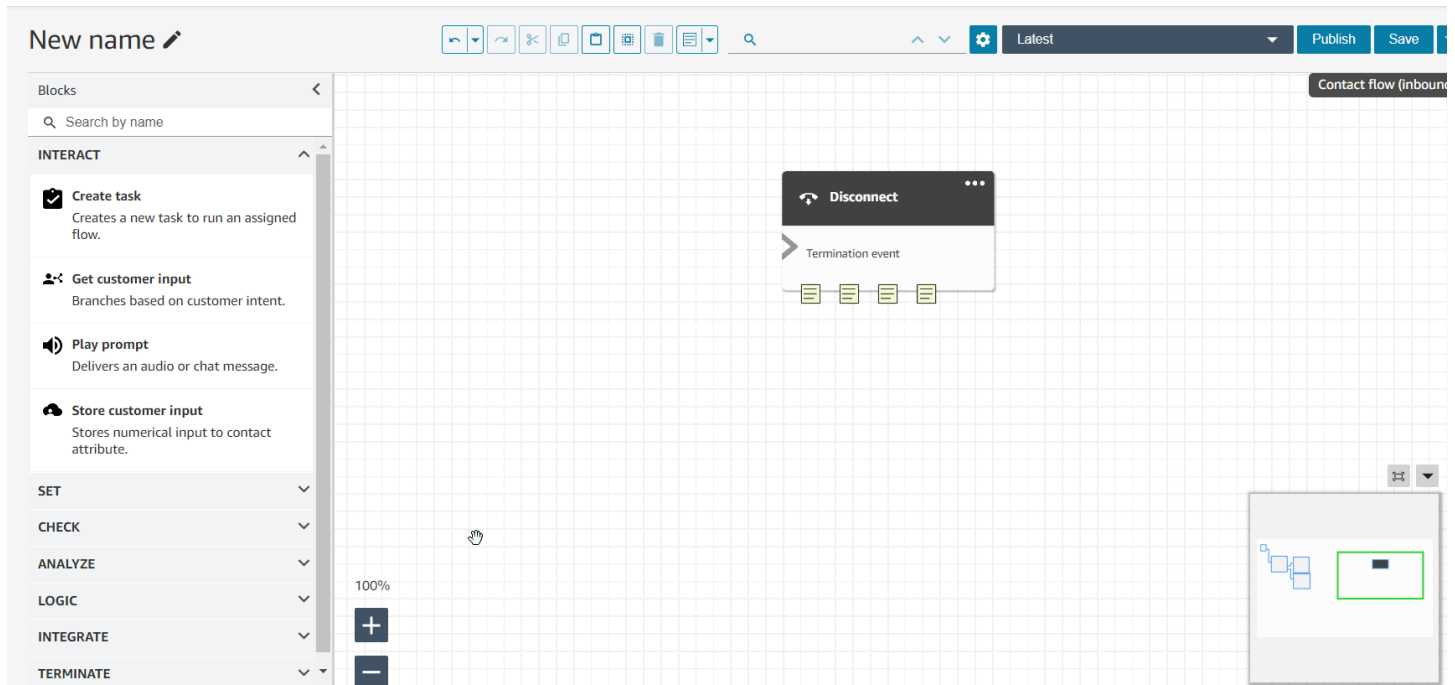 New name
Latest
Publish
Save
Contact flow (inbound
Blocks
Search by name
INTERACT
Create task
Creates a new task to run an assigned
flow.
Get customer input
Branches based on customer intent.
Play prompt
Delivers an audio or chat message.
Store customer input
Stores numerical input to contact
attribute.
SET
CHECK
ANALYZE
LOGIC
INTEGRATE
TERMINATE
Disconnect
Termination event
100%